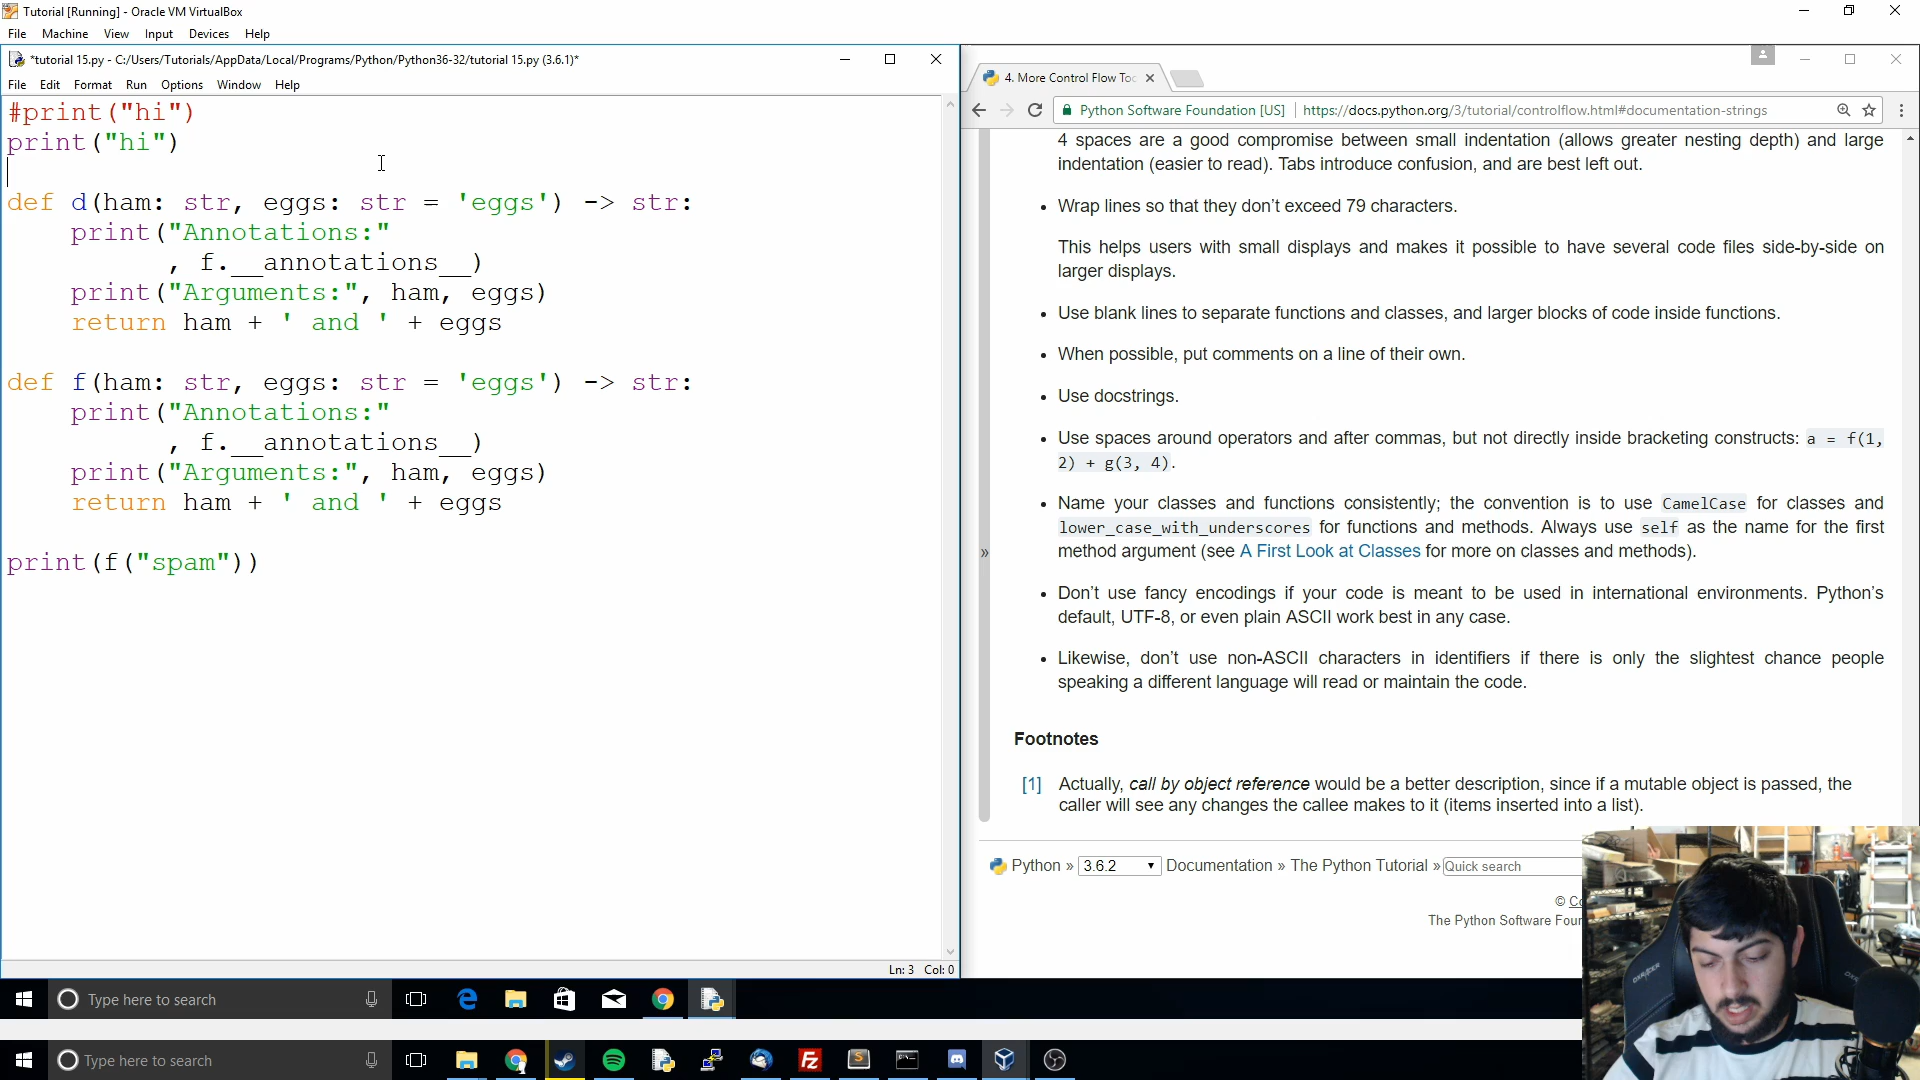 Tutorial [Running] - Oracle VM VirtualBox
File Machine View Input Devices Help
*tutorial 15.py - C:/Users/Tutorials/AppData/Local/Programs/Python/Python36-32/tutorial 15.py (3.6.1)*
File Edit Format Run Options Window Help
#print("hi")
print("hi")
def d(ham: str, eggs: str = 'eggs') -> str:
    print("Annotations:"
          , f.__annotations__)
    print("Arguments:", ham, eggs)
    return ham + ' and ' + eggs
def f(ham: str, eggs: str = 'eggs') -> str:
    print("Annotations:"
          , f.__annotations__)
    print("Arguments:", ham, eggs)
    return ham + ' and ' + eggs
print(f("spam"))
Ln: 3 Col: 0
4. More Control Flow Too
Python Software Foundation [US] https://docs.python.org/3/tutorial/controlflow.html#documentation-strings
4 spaces are a good compromise between small indentation (allows greater nesting depth) and large
indentation (easier to read). Tabs introduce confusion, and are best left out.
• Wrap lines so that they don’t exceed 79 characters.
This helps users with small displays and makes it possible to have several code files side-by-side on
larger displays.
• Use blank lines to separate functions and classes, and larger blocks of code inside functions.
• When possible, put comments on a line of their own.
• Use docstrings.
• Use spaces around operators and after commas, but not directly inside bracketing constructs: a = f(1,
2) + g(3, 4).
• Name your classes and functions consistently; the convention is to use CamelCase for classes and
lower_case_with_underscores for functions and methods. Always use self as the name for the first
method argument (see A First Look at Classes for more on classes and methods).
»
• Don’t use fancy encodings if your code is meant to be used in international environments. Python’s
default, UTF-8, or even plain ASCII work best in any case.
• Likewise, don’t use non-ASCII characters in identifiers if there is only the slightest chance people
speaking a different language will read or maintain the code.
Footnotes
[1] Actually, call by object reference would be a better description, since if a mutable object is passed, the
caller will see any changes the callee makes to it (items inserted into a list).
Python » 3.6.2 Documentation » The Python Tutorial » Quick search
© Co
The Python Software Foun
Type here to search
Type here to search